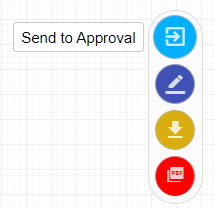 Send to Approval
PDF